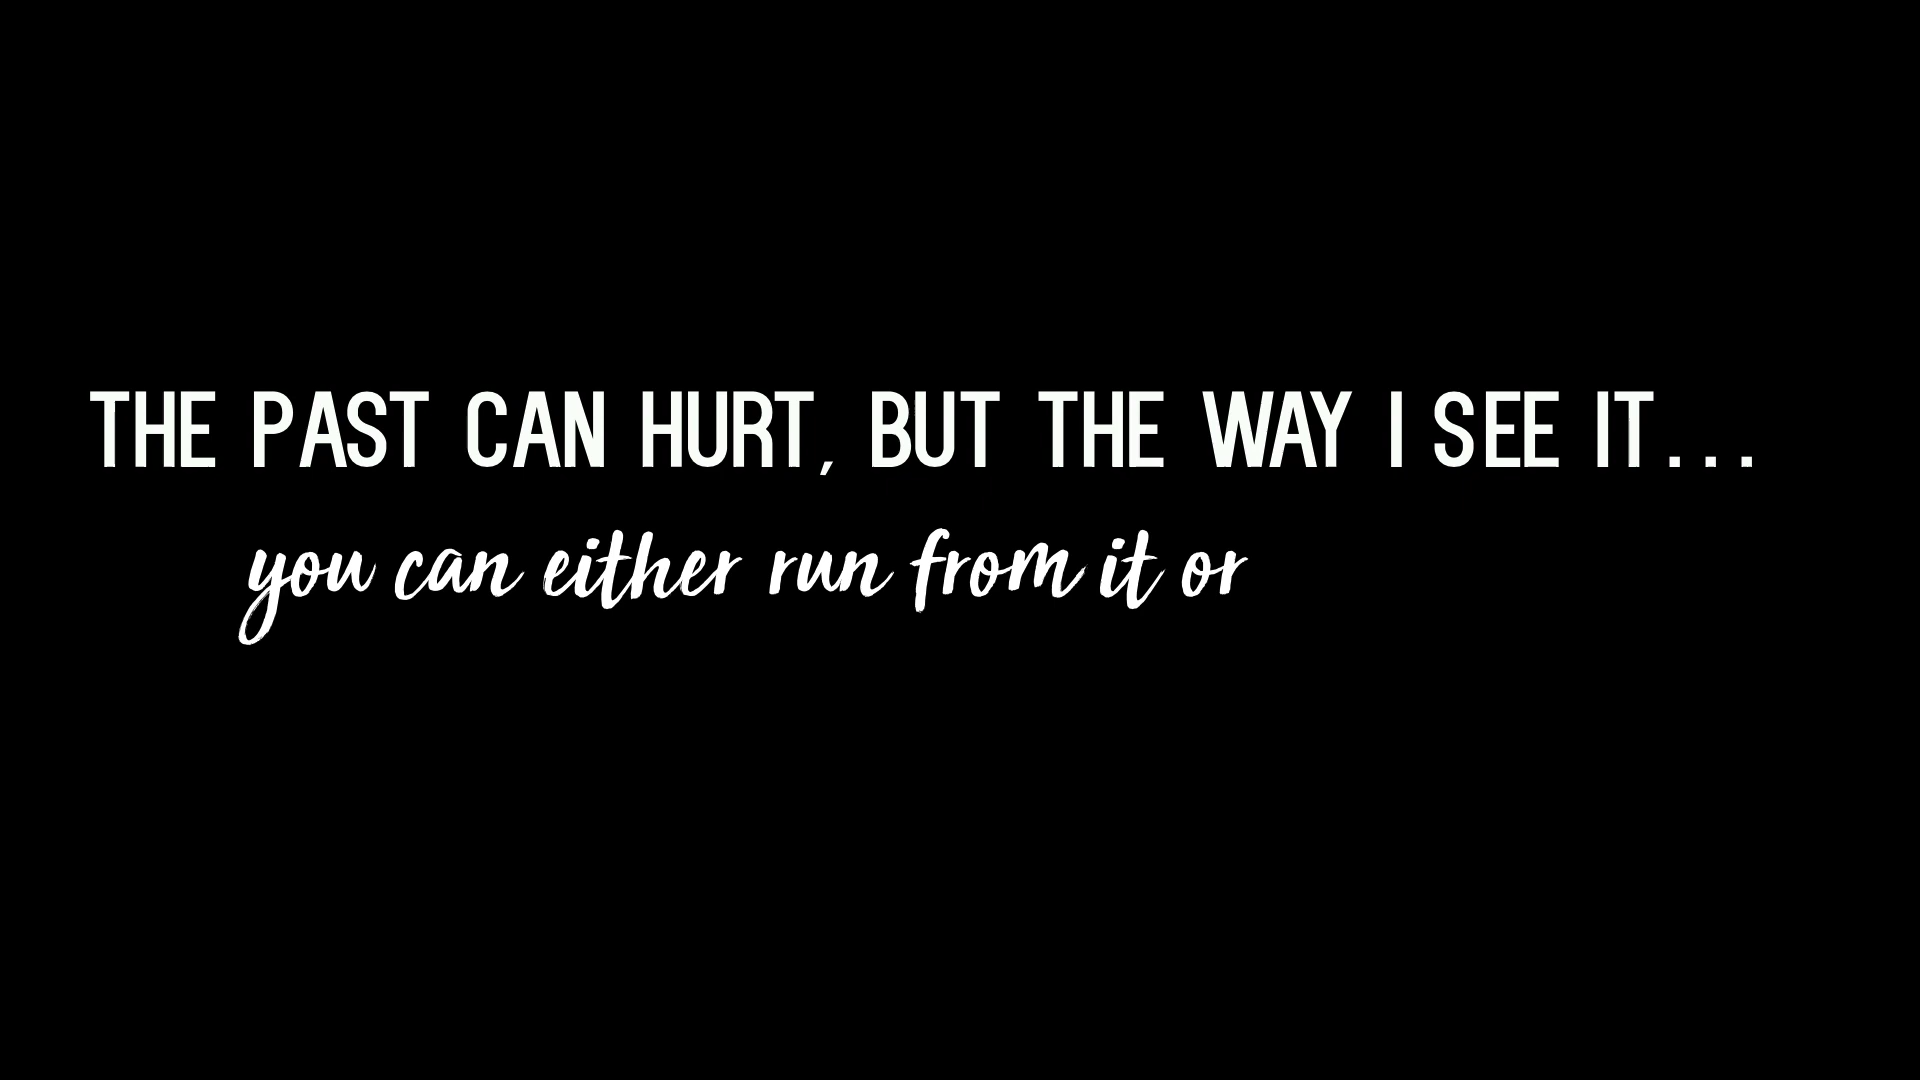 THE PAST CAN HURT, BUT THE WAY I SEE IT...
you can either run from it or